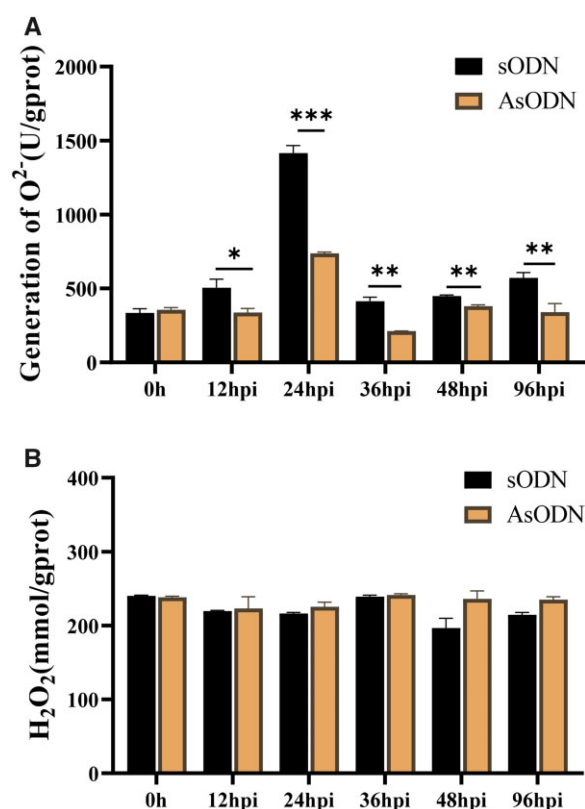 A
Generation of O²⁻(U/gprot)
2000
1500
1000
500
0
sODN
AsODN
*
***
**
**
**
0h 12hpi 24hpi 36hpi 48hpi 96hpi
B
H₂O₂(mmol/gprot)
400
300
200
100
0
sODN
AsODN
0h 12hpi 24hpi 36hpi 48hpi 96hpi